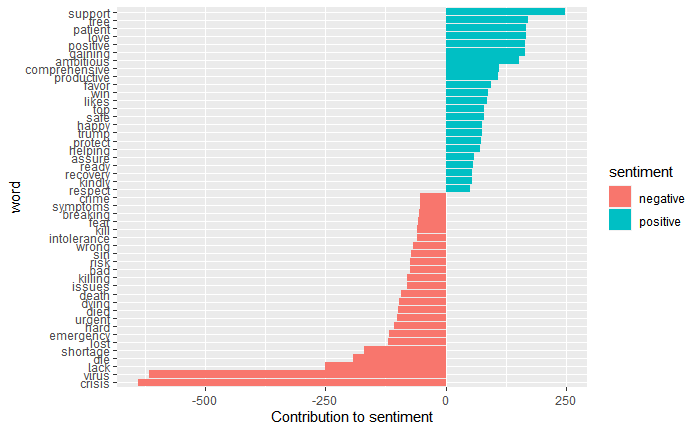 support
free
patient
love
positive
gaining
ambitious
comprehensive
productive
favor
win
likes
top
safe
happy
trump
protect
helping
assure
ready
recovery
kindly
respect
crime
symptoms
breaking
fear
kill
intolerance
wrong
sin
risk
bad
killing
issues
death
dying
died
urgent
hard
emergency
lost
shortage
die
lack
virus
crisis
word
-500
-250
0
250
Contribution to sentiment
sentiment
negative
positive